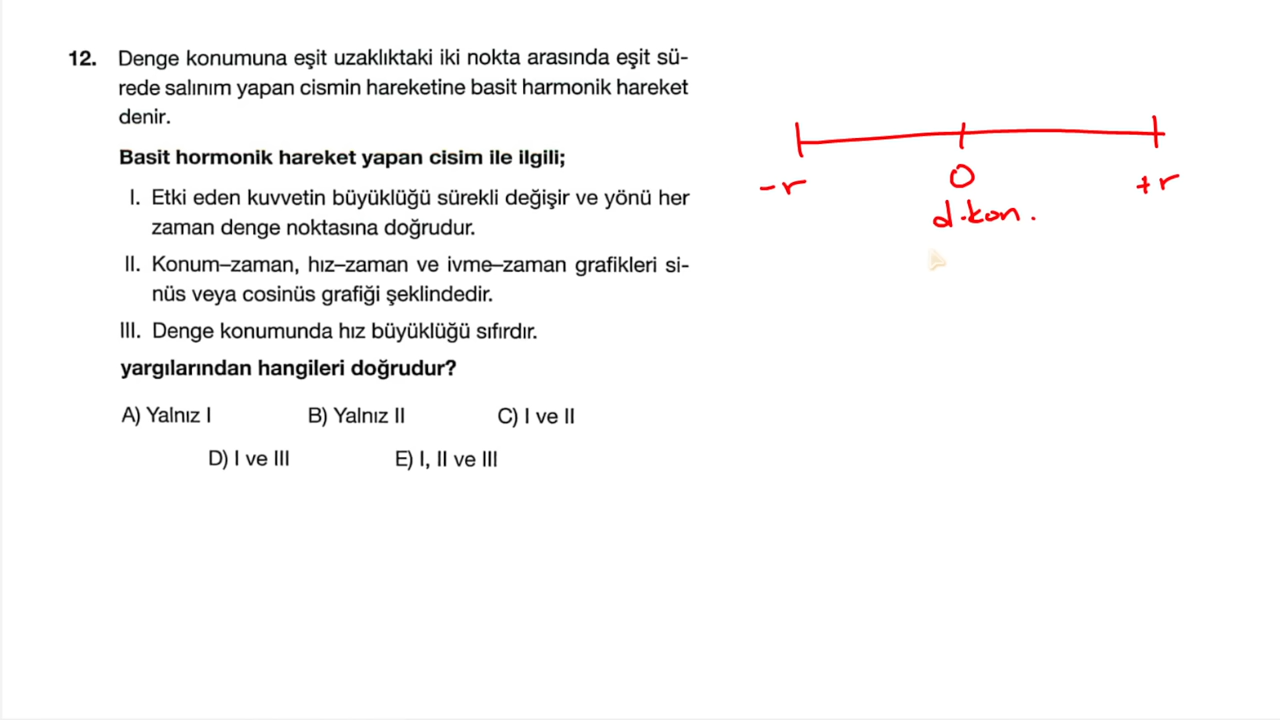 12. Denge konumuna eşit uzaklıktaki iki nokta arasında eşit sü-
rede salınım yapan cismin hareketine basit harmonik hareket
denir.
Basit hormonik hareket yapan cisim ile ilgili;
I. Etki eden kuvvetin büyüklüğü sürekli değişir ve yönü her
zaman denge noktasına doğrudur.
II. Konum–zaman, hız–zaman ve ivme–zaman grafikleri si-
nüs veya cosinüs grafiği şeklindedir.
III. Denge konumunda hız büyüklüğü sıfırdır.
yargılarından hangileri doğrudur?
A) Yalnız I B) Yalnız II C) I ve II
D) I ve III E) I, II ve III
-r O +r
d.kon.